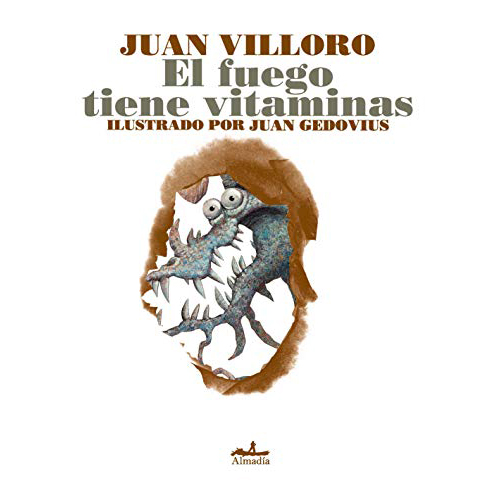 JUAN VILLORO
El fuego
tiene vitaminas
ILUSTRADO POR JUAN GEDOVIUS
Almadía